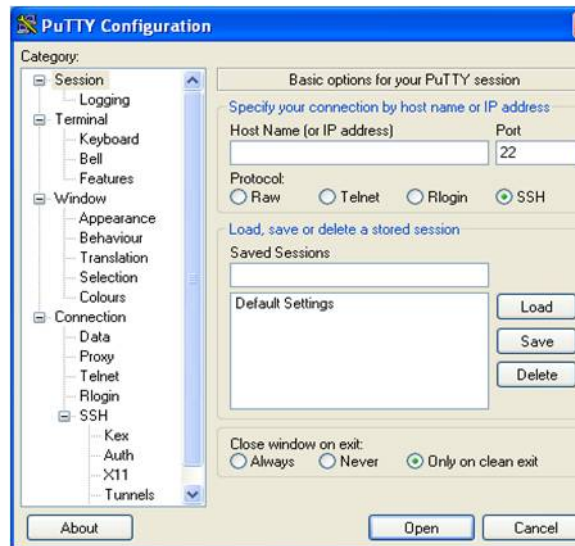 PuTTY Configuration
Category:
Session
Logging
Terminal
Keyboard
Bell
Features
Window
Appearance
Behaviour
Translation
Selection
Colours
Connection
Data
Proxy
Telnet
Rlogin
SSH
Kex
Auth
X11
Tunnels
Basic options for your PuTTY session
Specify your connection by host name or IP address
Host Name (or IP address) Port
22
Protocol:
Raw Telnet Rlogin SSH
Load, save or delete a stored session
Saved Sessions
Default Settings
Load
Save
Delete
Close window on exit:
Always Never Only on clean exit
About Open Cancel